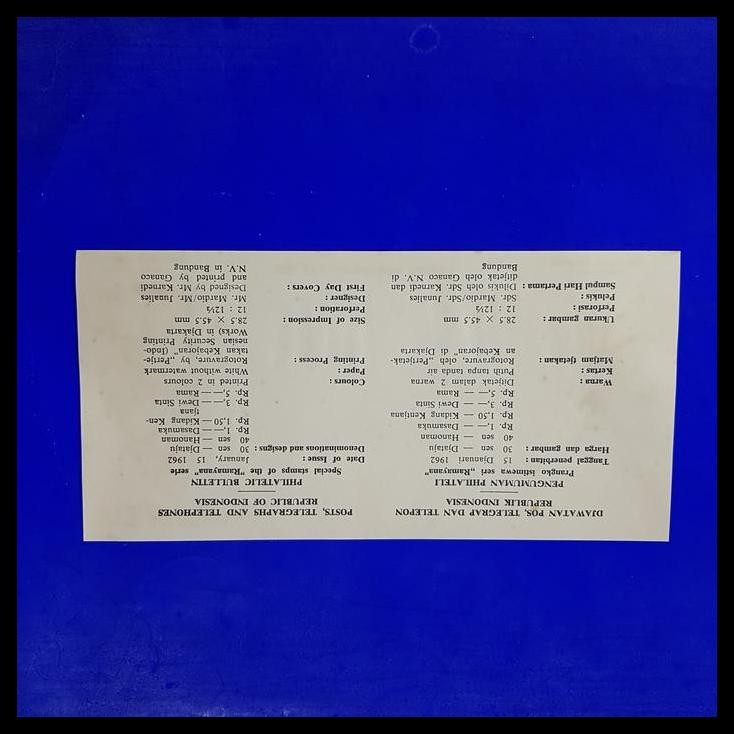 DJAWATAN POS, TELEGRAP DAN TELEPON
REPUBLIK INDONESIA
PENGUMUMAN PHILATELI
Prangko istimewa seri „Ramayana"
Tanggal penerbitan : 15 Djanuari 1962
Harga dan gambar : 30 sen — Djataju
40 sen — Hanoman
Rp. 1,— — Dasamuka
Rp. 1,50 — Kidang Kenjana
Rp. 3,— — Dewi Sinta
Rp. 5,— — Rama
Warna : Ditjetak dalam 2 warna
Kertas : Putih tanpa tanda air
Matjam tjetakan : Rotogravure, oleh „Pertjetak-
an Kebajoran" di Djakarta
Ukuran gambar : 28.5 × 45.5 mm
Perforasi : 12 : 12½
Pelukis : Sdr. Mardio/Sdr. Junalies
Sampul Hari Pertama : Dilukis oleh Sdr. Karnedi dan
ditjetak oleh Ganaco N.V. di
Bandung
POSTS, TELEGRAPHS AND TELEPHONES
REPUBLIC OF INDONESIA
PHILATELIC BULLETIN
Special stamps of the "Ramayana" serie
Date of Issue : January, 15 1962
Denominations and designs : 30 sen — Djataju
40 sen — Hanoman
Rp. 1,— — Dasamuka
Rp. 1,50 — Kidang Ken-
tjana
Rp. 3,— — Dewi Sinta
Rp. 5,— — Rama
Colours : Printed in 2 colours
Paper : White without watermark
Printing Process : Rotogravure, by „Pertje-
takan Kebajoran" (Indo-
nesian Security Printing
Works) in Djakarta
Size of Impression : 28.5 × 45.5 mm
Perforation : 12 : 12½
Designer : Mr. Mardio/Mr. Junalies
First Day Covers : Designed by Mr. Karnedi
and printed by Ganaco
N.V. in Bandung